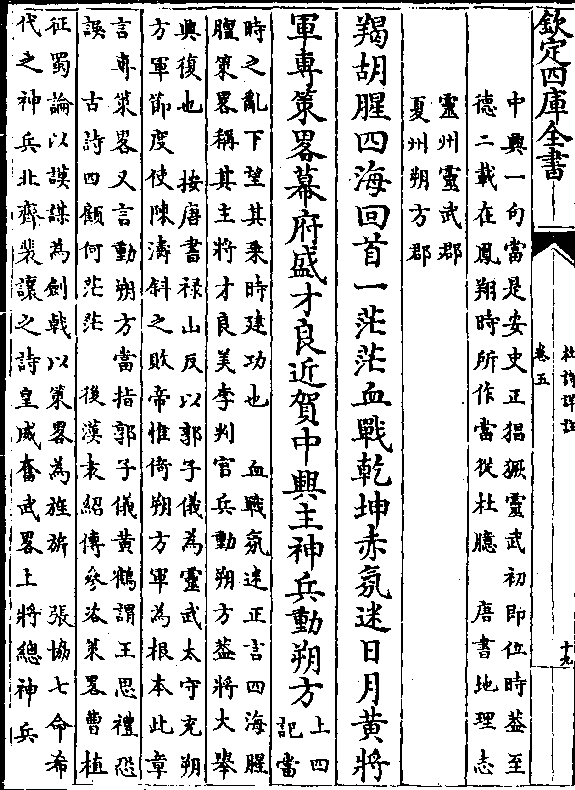 欽定四庫全書
杜詩詳註
卷五
十九
中興一句當是安史正猖獗靈武初即位時葢至
德二載在鳳翔時所作當從杜臆　唐書地理志
靈州靈武郡
夏州朔方郡
羯胡腥四海回首一茫茫血戰乾坤赤氛迷日月黃將
軍專策畧幕府盛才良近賀中興主神兵動朔方
上四
記當
時之亂下望其乘時建功也　血戰氛迷正言四海腥
膻策畧稱其主將才良美李判官兵動朔方葢將大舉
興復也　按唐書祿山反以郭子儀為靈武太守充朔
方軍節度使陳濤斜之敗帝惟倚朔方軍為根本此章
言專策畧又言動朔方當指郭子儀黃鶴謂王思禮恐
誤　古詩四顧何茫茫　後漢袁紹傳參洛策畧曹植
征蜀論以謨謀為劍戟以策畧為旌旂　張協七命希
代之神兵北齊裴讓之詩皇威奮武畧上將總神兵